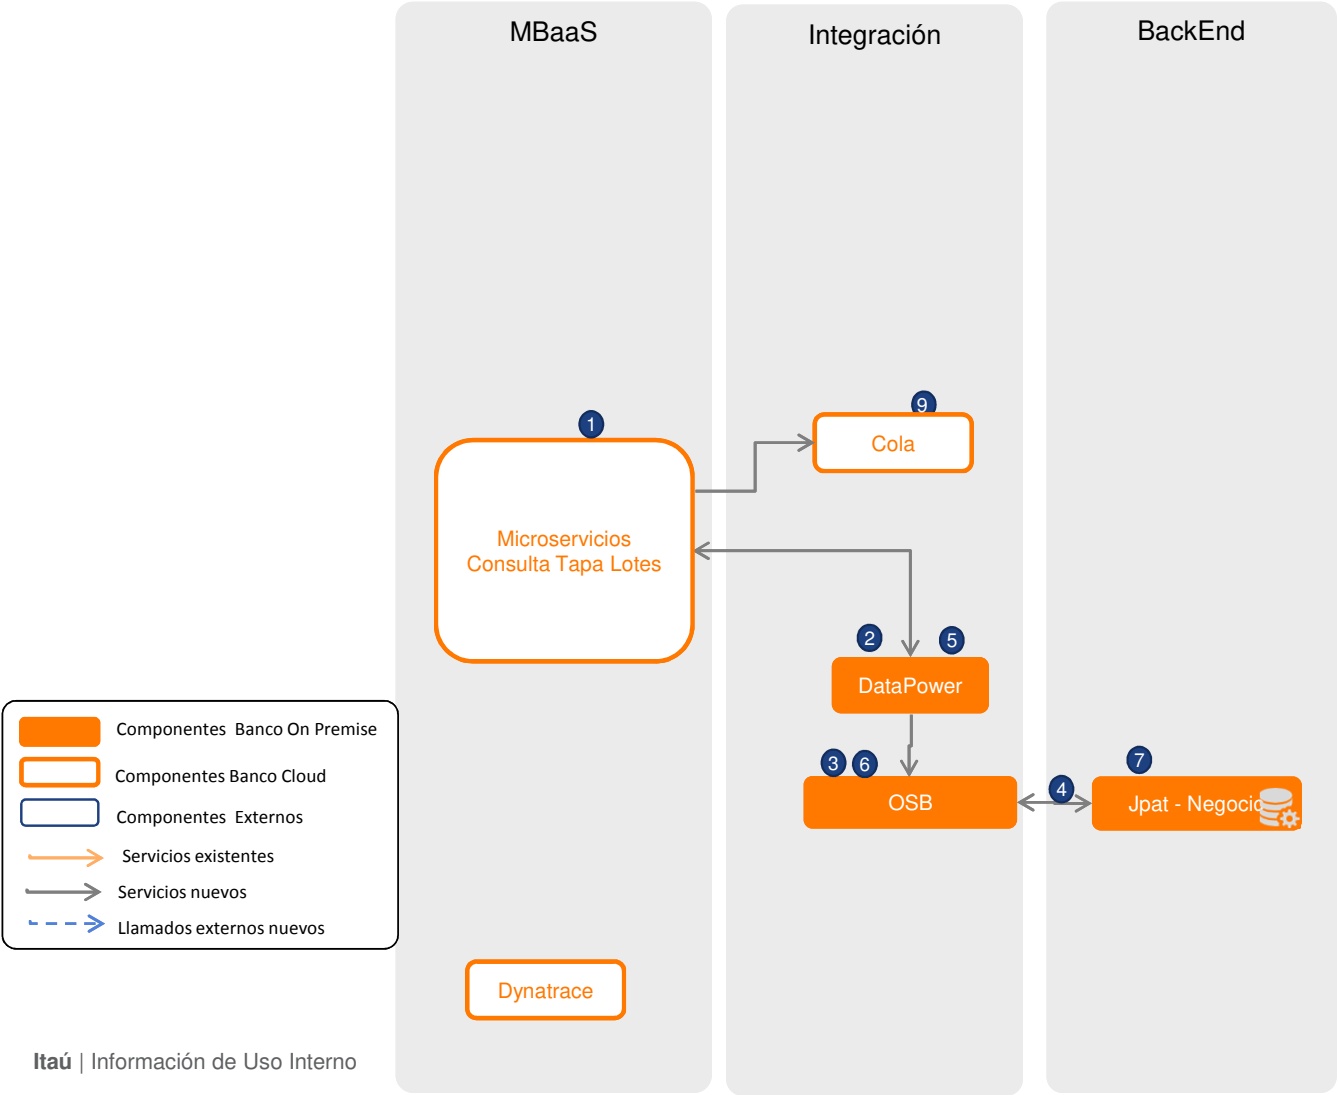 MBaaS
Integración
BackEnd
9
1
Cola
Microservicios
Consulta Tapa Lotes
2
5
DataPower
3
6
7
4
OSB
Jpat - Negocio
Componentes Banco On Premise
Componentes Banco Cloud
Componentes Externos
Servicios existentes
Servicios nuevos
Llamados externos nuevos
Dynatrace
Itaú | Información de Uso Interno